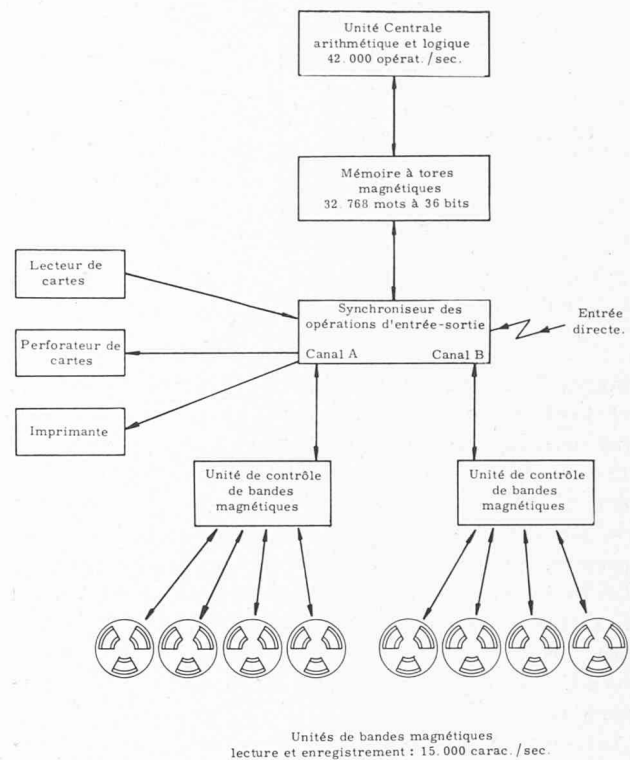 Unité Centrale
arithmétique et logique
42.000 opérat./sec.
Mémoire à tores
magnétiques
32.768 mots à 36 bits
Lecteur de
cartes
Synchroniseur des
opérations d'entrée-sortie
Canal A
Canal B
Entrée
directe.
Perforateur de
cartes
Imprimante
Unité de contrôle
de bandes
magnétiques
Unité de contrôle
de bandes
magnétiques
Unités de bandes magnétiques
lecture et enregistrement : 15.000 carac./sec.